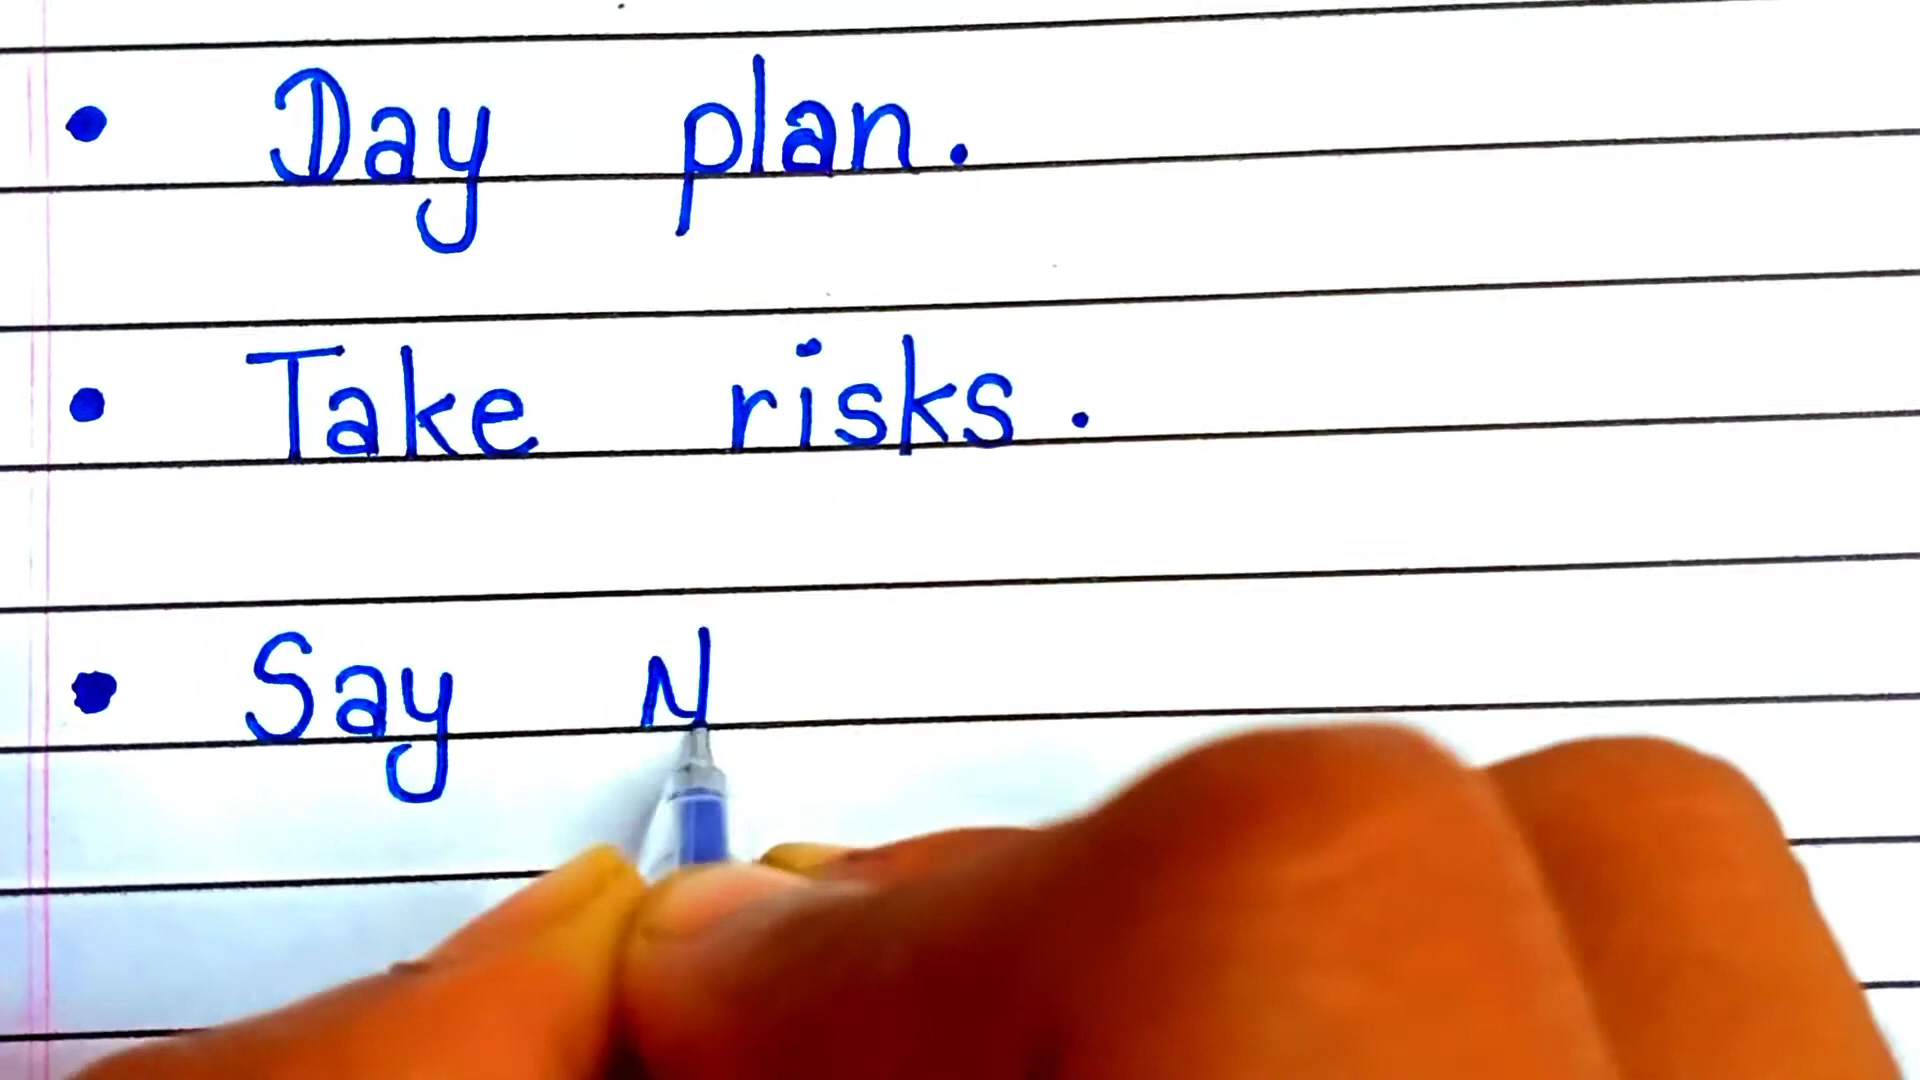 • Day plan.
• Take risks.
• Say N